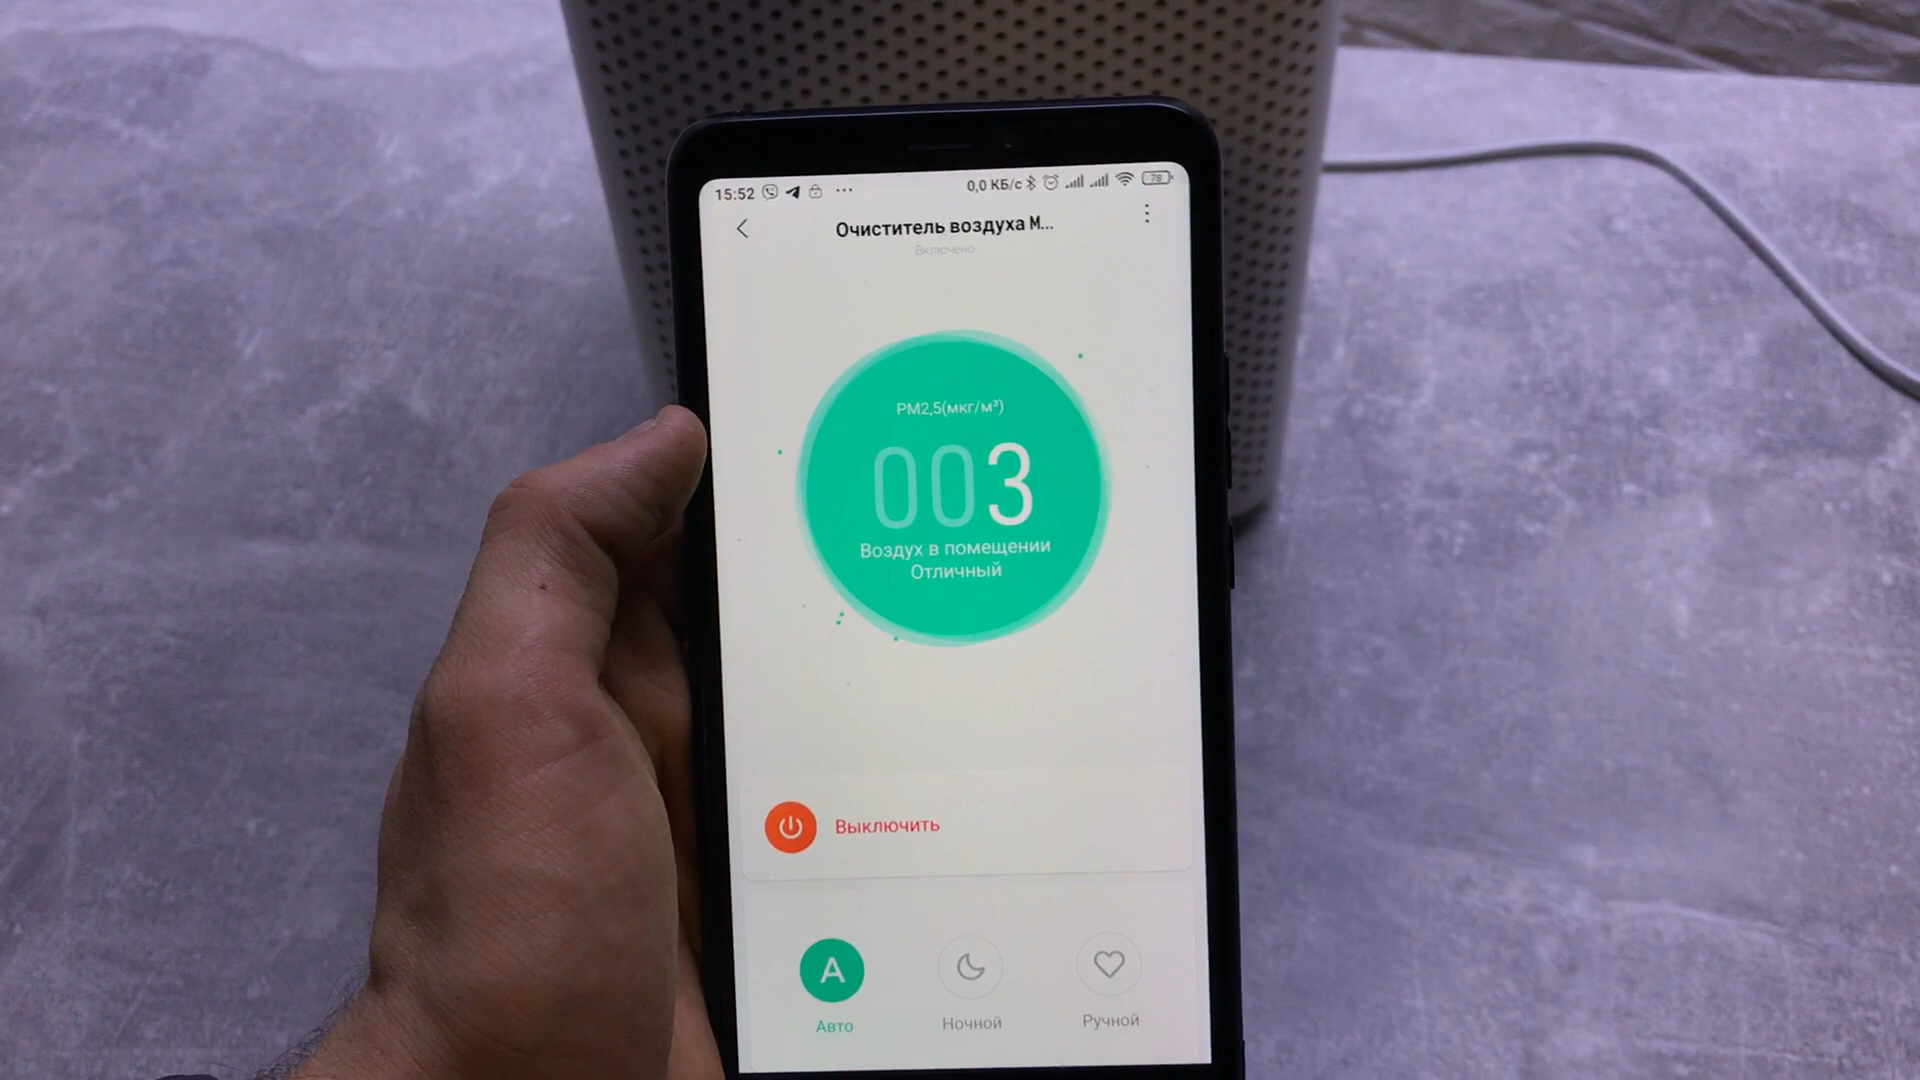 15:52 ... 0,0 КБ/с 78
Очиститель воздуха М...
Включено
PM2,5(мкг/м³)
003
Воздух в помещении
Отличный
Выключить
A
Авто Ночной Ручной